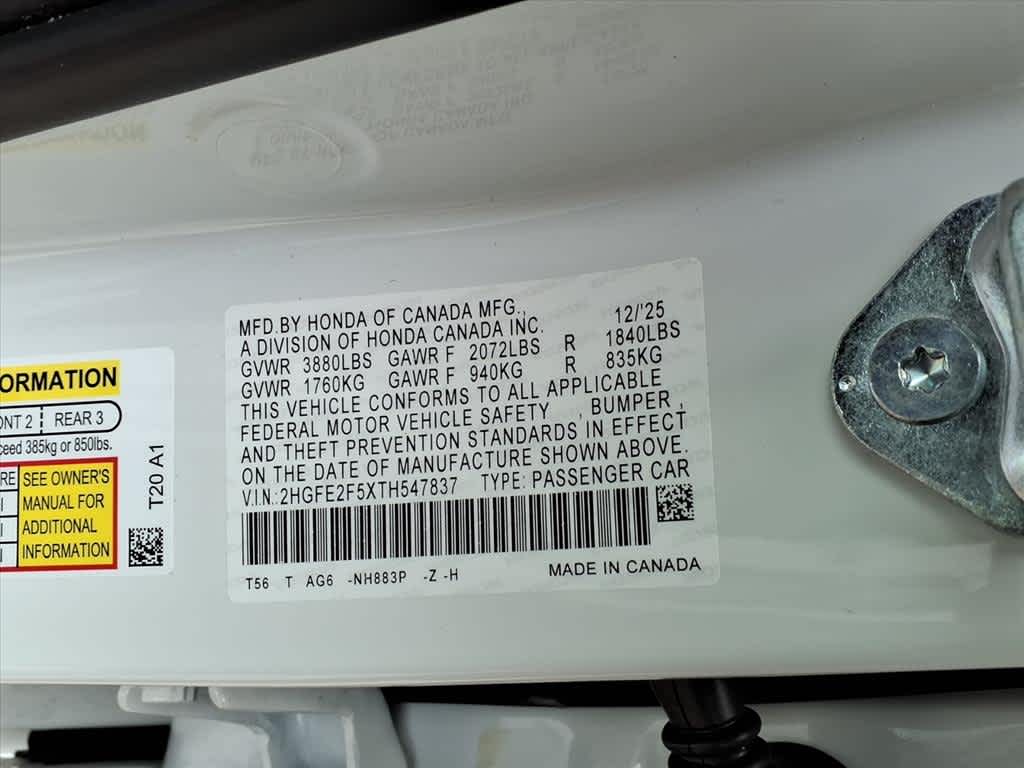 MFD.BY HONDA OF CANADA MFG., 12/'25
A DIVISION OF HONDA CANADA INC.
GVWR 3880LBS GAWR F 2072LBS R 1840LBS
GVWR 1760KG GAWR F 940KG R 835KG
THIS VEHICLE CONFORMS TO ALL APPLICABLE
FEDERAL MOTOR VEHICLE SAFETY , BUMPER ,
AND THEFT PREVENTION STANDARDS IN EFFECT
ON THE DATE OF MANUFACTURE SHOWN ABOVE.
V.I.N.:2HGFE2F5XTH547837 TYPE: PASSENGER CAR
T56 T AG6 -NH883P -Z -H MADE IN CANADA
ORMATION
ONT 2 REAR 3
ceed 385kg or 850lbs.
RE SEE OWNER'S
MANUAL FOR
ADDITIONAL
INFORMATION
T20 A1